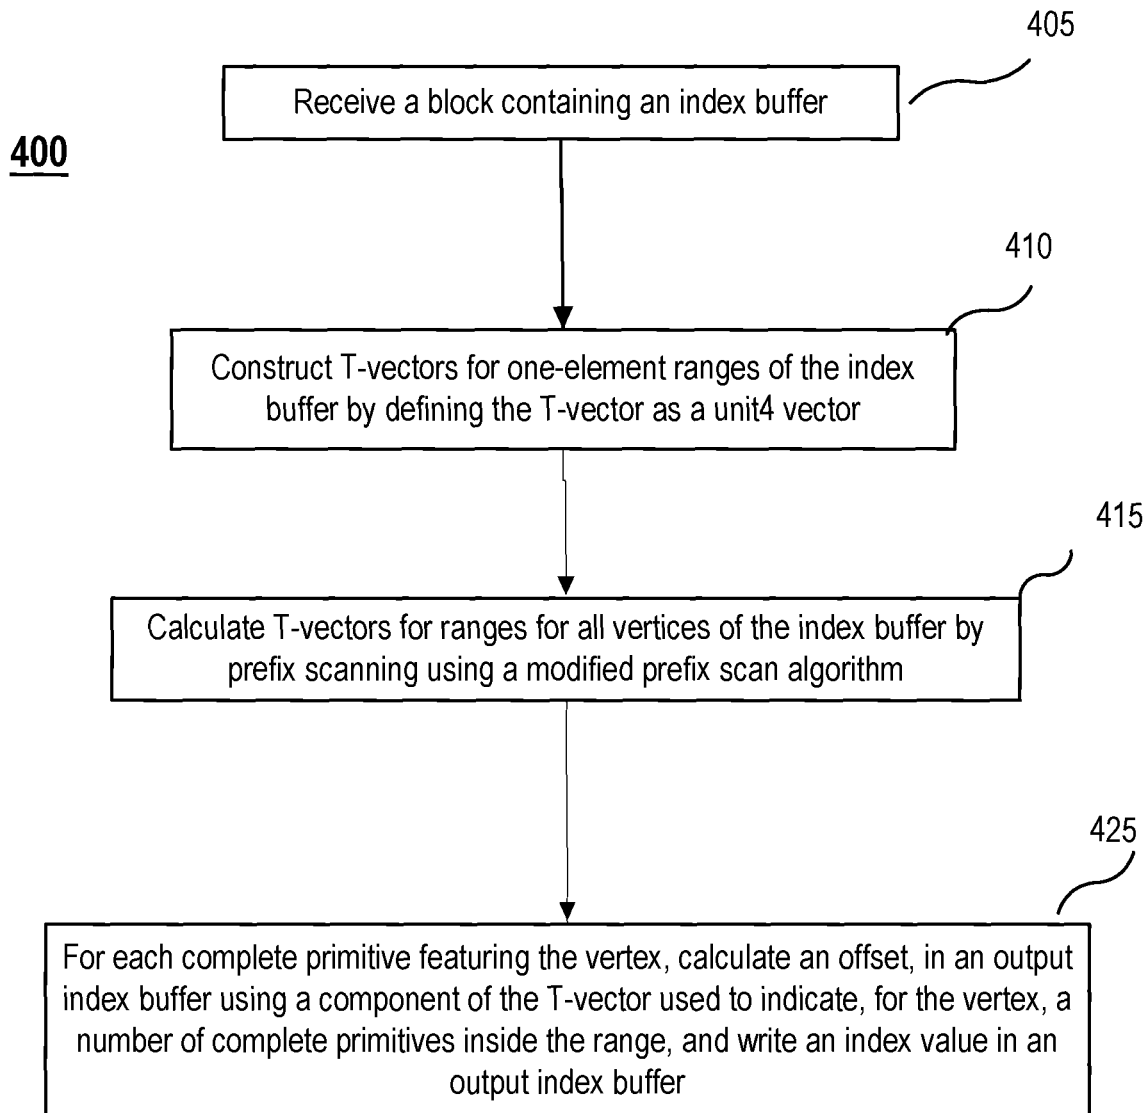 405
Receive a block containing an index buffer
400
410
Construct T-vectors for one-element ranges of the index
buffer by defining the T-vector as a unit4 vector
415
Calculate T-vectors for ranges for all vertices of the index buffer by
prefix scanning using a modified prefix scan algorithm
425
For each complete primitive featuring the vertex, calculate an offset, in an output
index buffer using a component of the T-vector used to indicate, for the vertex, a
number of complete primitives inside the range, and write an index value in an
output index buffer